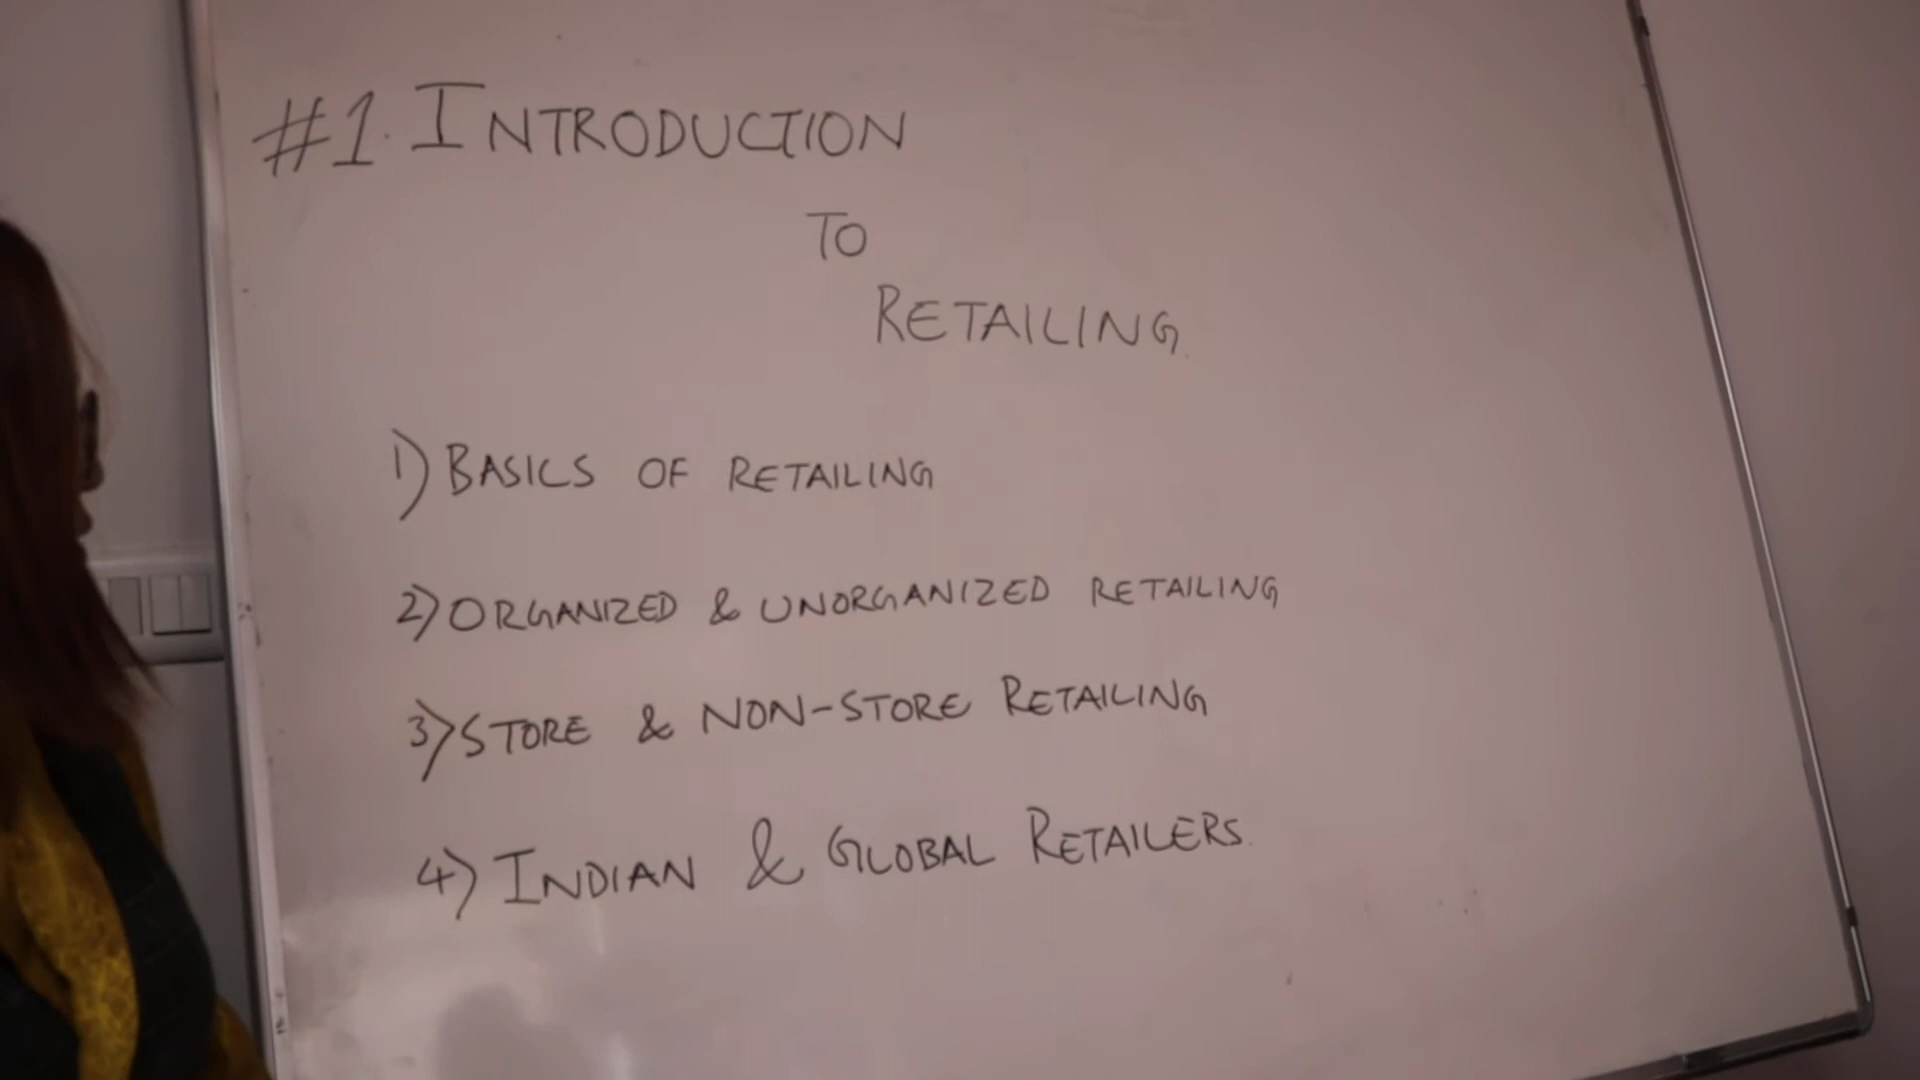 #1. INTRODUCTION
TO
RETAILING
1) BASICS OF RETAILING
2) ORGANIZED & UNORGANIZED RETAILING
3) STORE & NON-STORE RETAILING
4) INDIAN & GLOBAL RETAILERS.